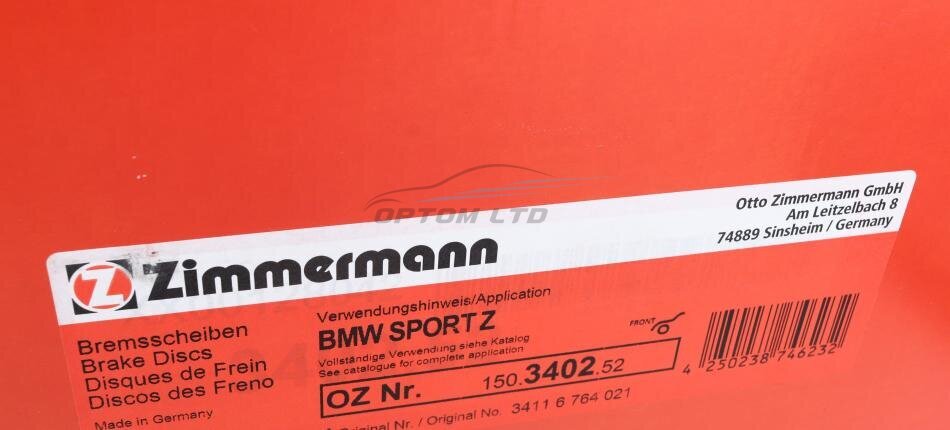 OPTOM LTD
Zimmermann
Otto Zimmermann GmbH
Am Leitzelbach 8
74889 Sinsheim / Germany
Bremsscheiben
Brake Discs
Disques de Frein
Discos des Freno
Made in Germany
Verwendungshinweis/Application
BMW SPORT Z
Vollständige Verwendung siehe Katalog
See catalogue for complete application
OZ Nr. 150.3402.52
Original Nr. / Original No. 3411 6 764 021
FRONT
4 250238 746232